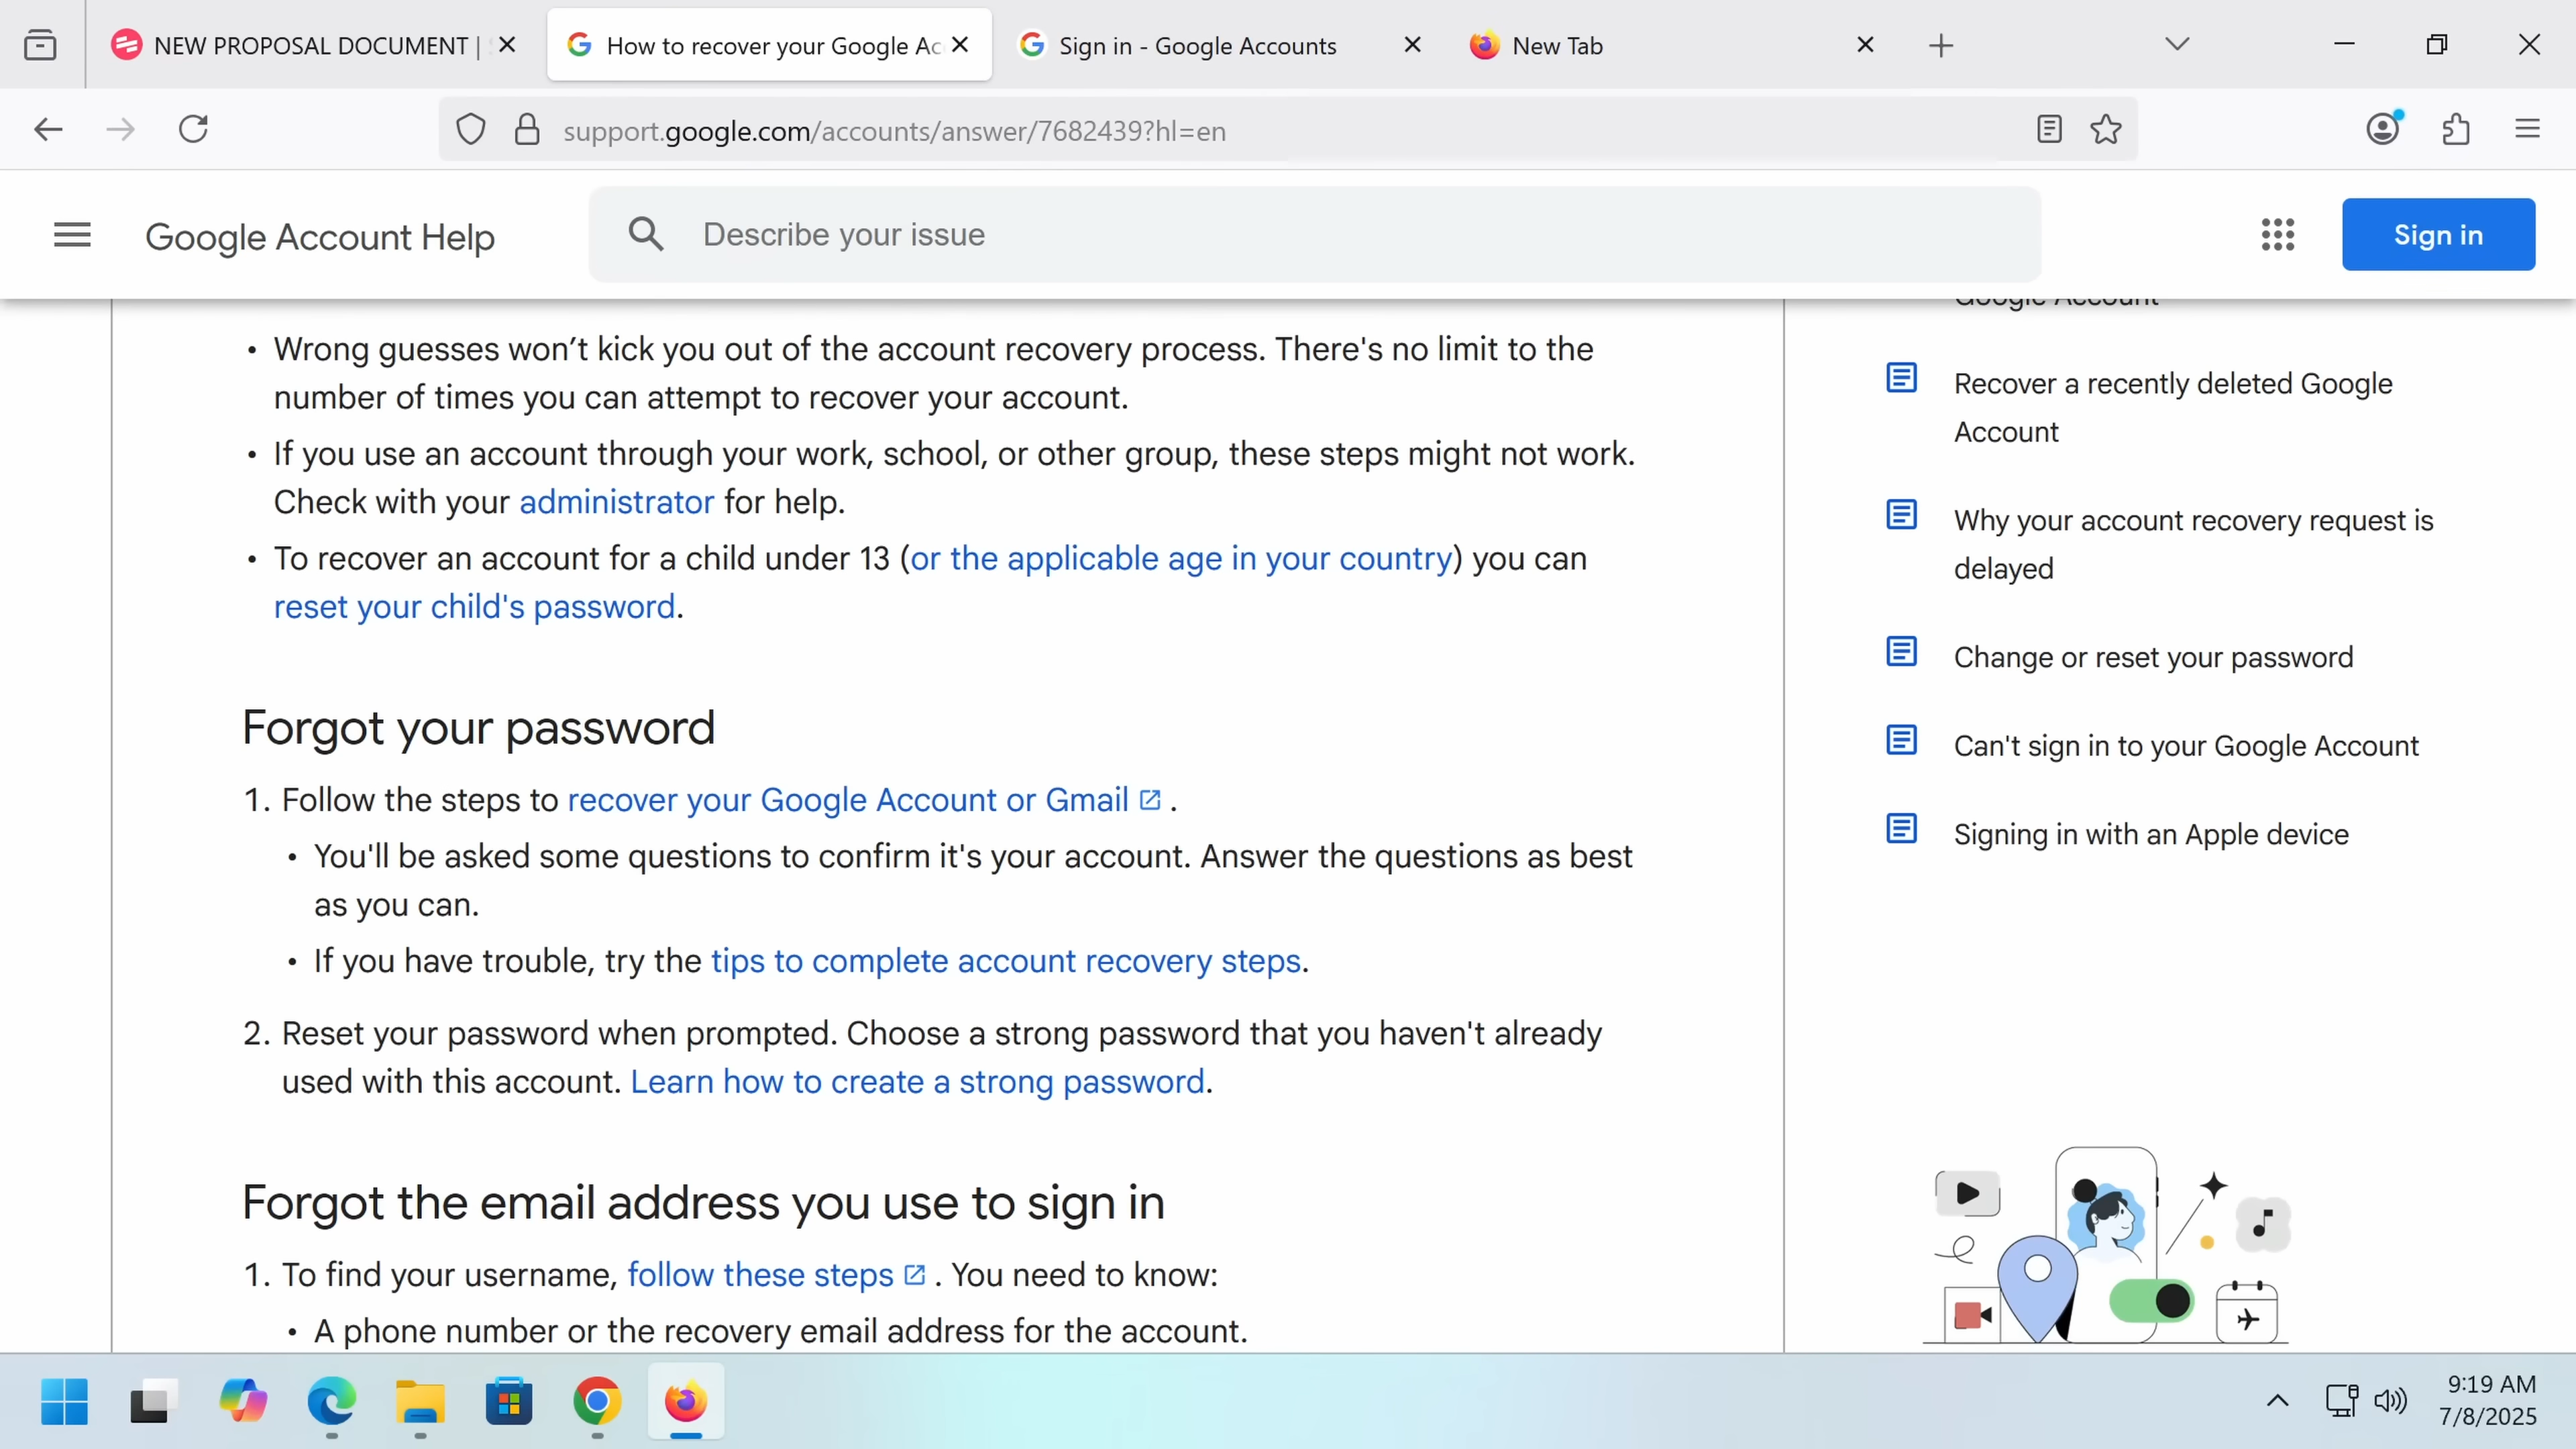 NEW PROPOSAL DOCUMENT |
How to recover your Google Ac
Sign in - Google Accounts
New Tab
support.google.com/accounts/answer/7682439?hl=en
Google Account Help
Describe your issue
Sign in
• Wrong guesses won’t kick you out of the account recovery process. There's no limit to the
number of times you can attempt to recover your account.
• If you use an account through your work, school, or other group, these steps might not work.
Check with your administrator for help.
• To recover an account for a child under 13 (or the applicable age in your country) you can
reset your child's password.
Forgot your password
1. Follow the steps to recover your Google Account or Gmail .
• You'll be asked some questions to confirm it's your account. Answer the questions as best
as you can.
• If you have trouble, try the tips to complete account recovery steps.
2. Reset your password when prompted. Choose a strong password that you haven't already
used with this account. Learn how to create a strong password.
Forgot the email address you use to sign in
1. To find your username, follow these steps . You need to know:
• A phone number or the recovery email address for the account.
Google Account
Recover a recently deleted Google
Account
Why your account recovery request is
delayed
Change or reset your password
Can't sign in to your Google Account
Signing in with an Apple device
9:19 AM
7/8/2025